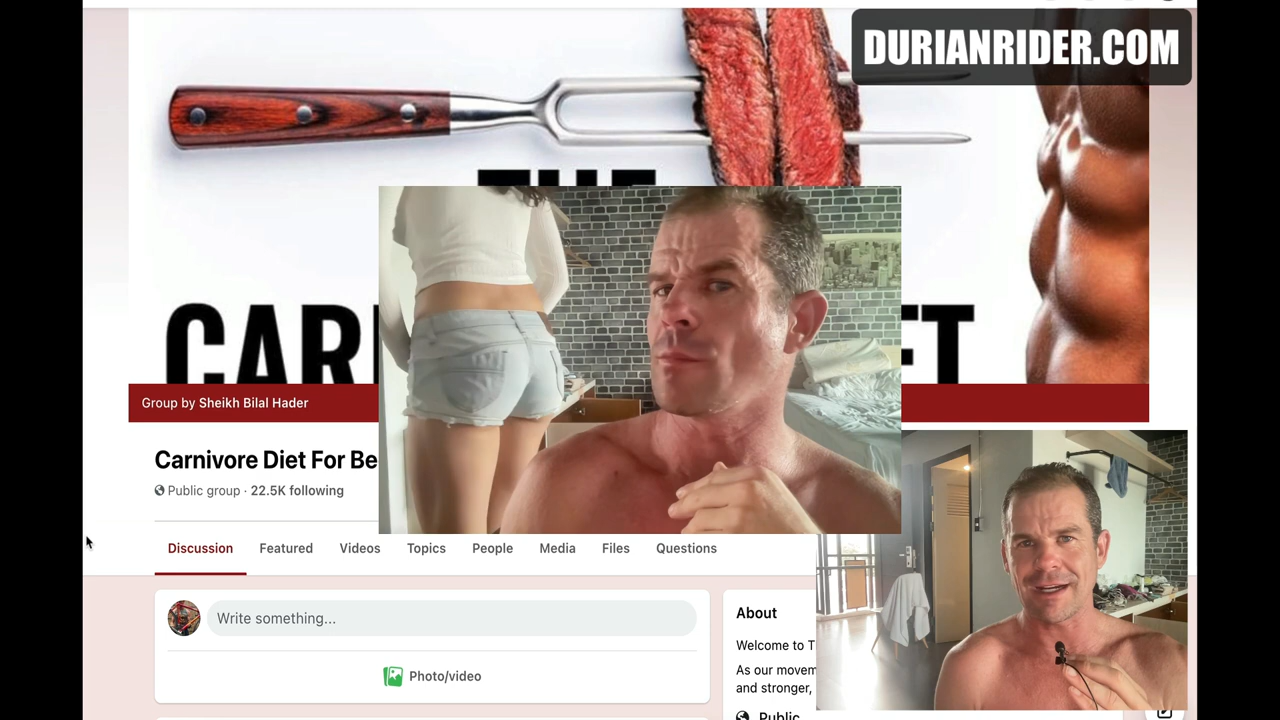 DURIANRIDER.COM
Group by Sheikh Bilal Hader
Carnivore Diet For Be
Public group · 22.5K following
Discussion Featured Videos Topics People Media Files Questions
Write something...
Photo/video
About
Welcome to T
As our movem
and stronger,
Public